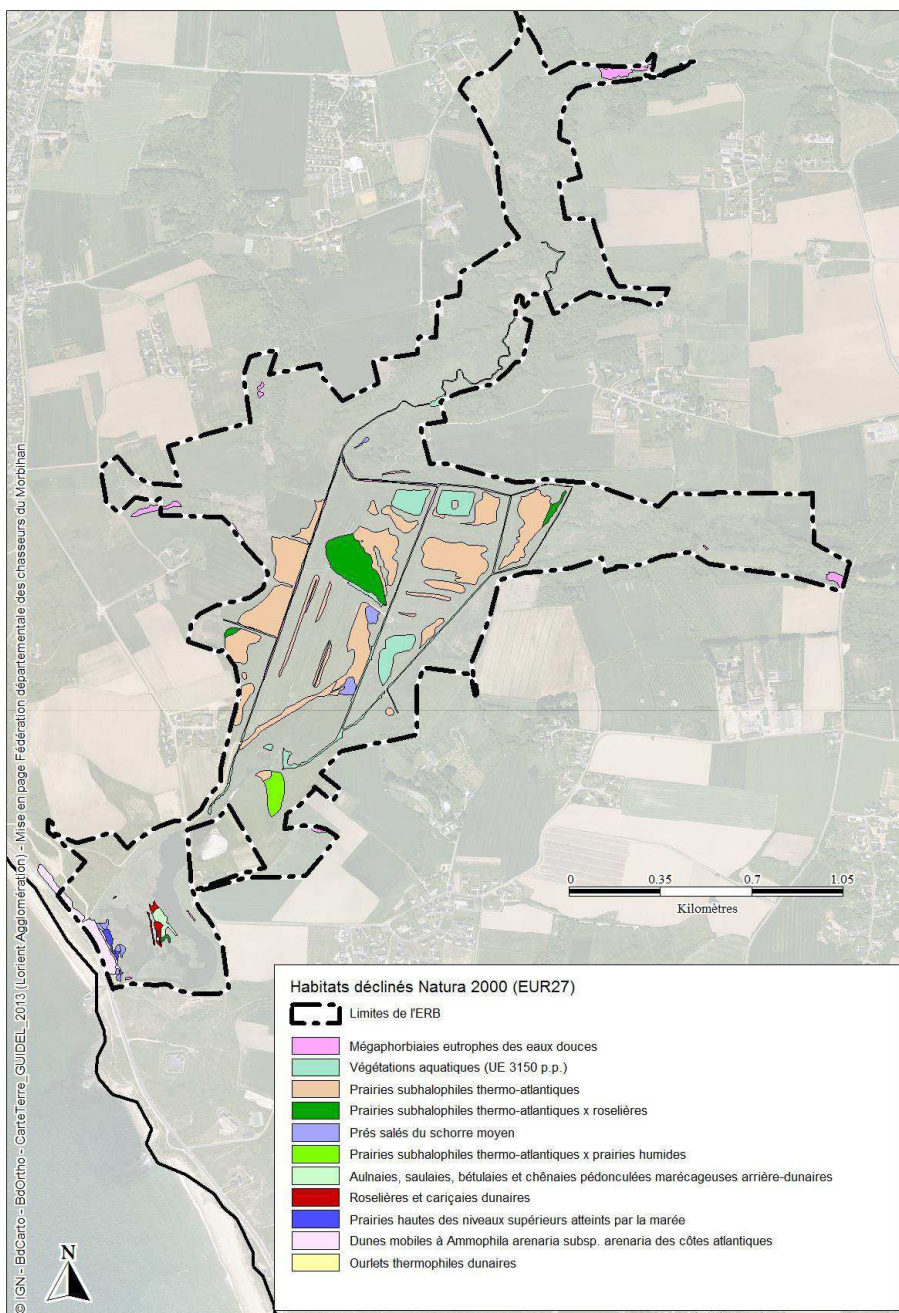 © IGN - BdCarto - BdOrtho - CarteTerre_GUIDEL_2013 (Lorient Agglomération) - Mise en page Fédération départementale des chasseurs du Morbihan
0 0.35 0.7 1.05
Kilomètres
Habitats déclinés Natura 2000 (EUR27)
Limites de l'ERB
Mégaphorbiaies eutrophes des eaux douces
Végétations aquatiques (UE 3150 p.p.)
Prairies subhalophiles thermo-atlantiques
Prairies subhalophiles thermo-atlantiques x roselières
Prés salés du schorre moyen
Prairies subhalophiles thermo-atlantiques x prairies humides
Aulnaies, saulaies, bétulaies et chênaies pédonculées marécageuses arrière-dunaires
Roselières et cariçaies dunaires
Prairies hautes des niveaux supérieurs atteints par la marée
Dunes mobiles à Ammophila arenaria subsp. arenaria des côtes atlantiques
Ourlets thermophiles dunaires
N